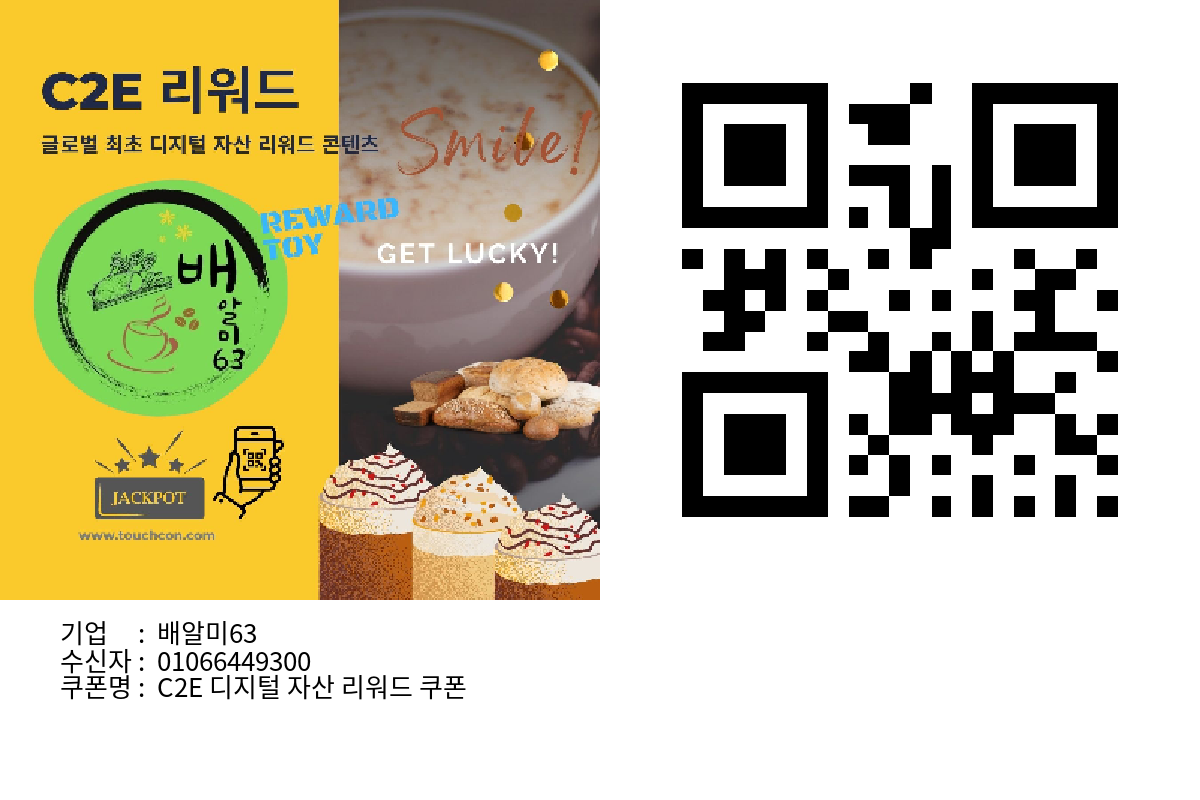 C2E 리워드
글로벌 최초 디지털 자산 리워드 콘텐츠
Smile!
REWARD
TOY
GET LUCKY!
배
알
미
63
JACKPOT
www.touchcon.com
기업 : 배알미63
수신자 : 01066449300
쿠폰명 : C2E 디지털 자산 리워드 쿠폰